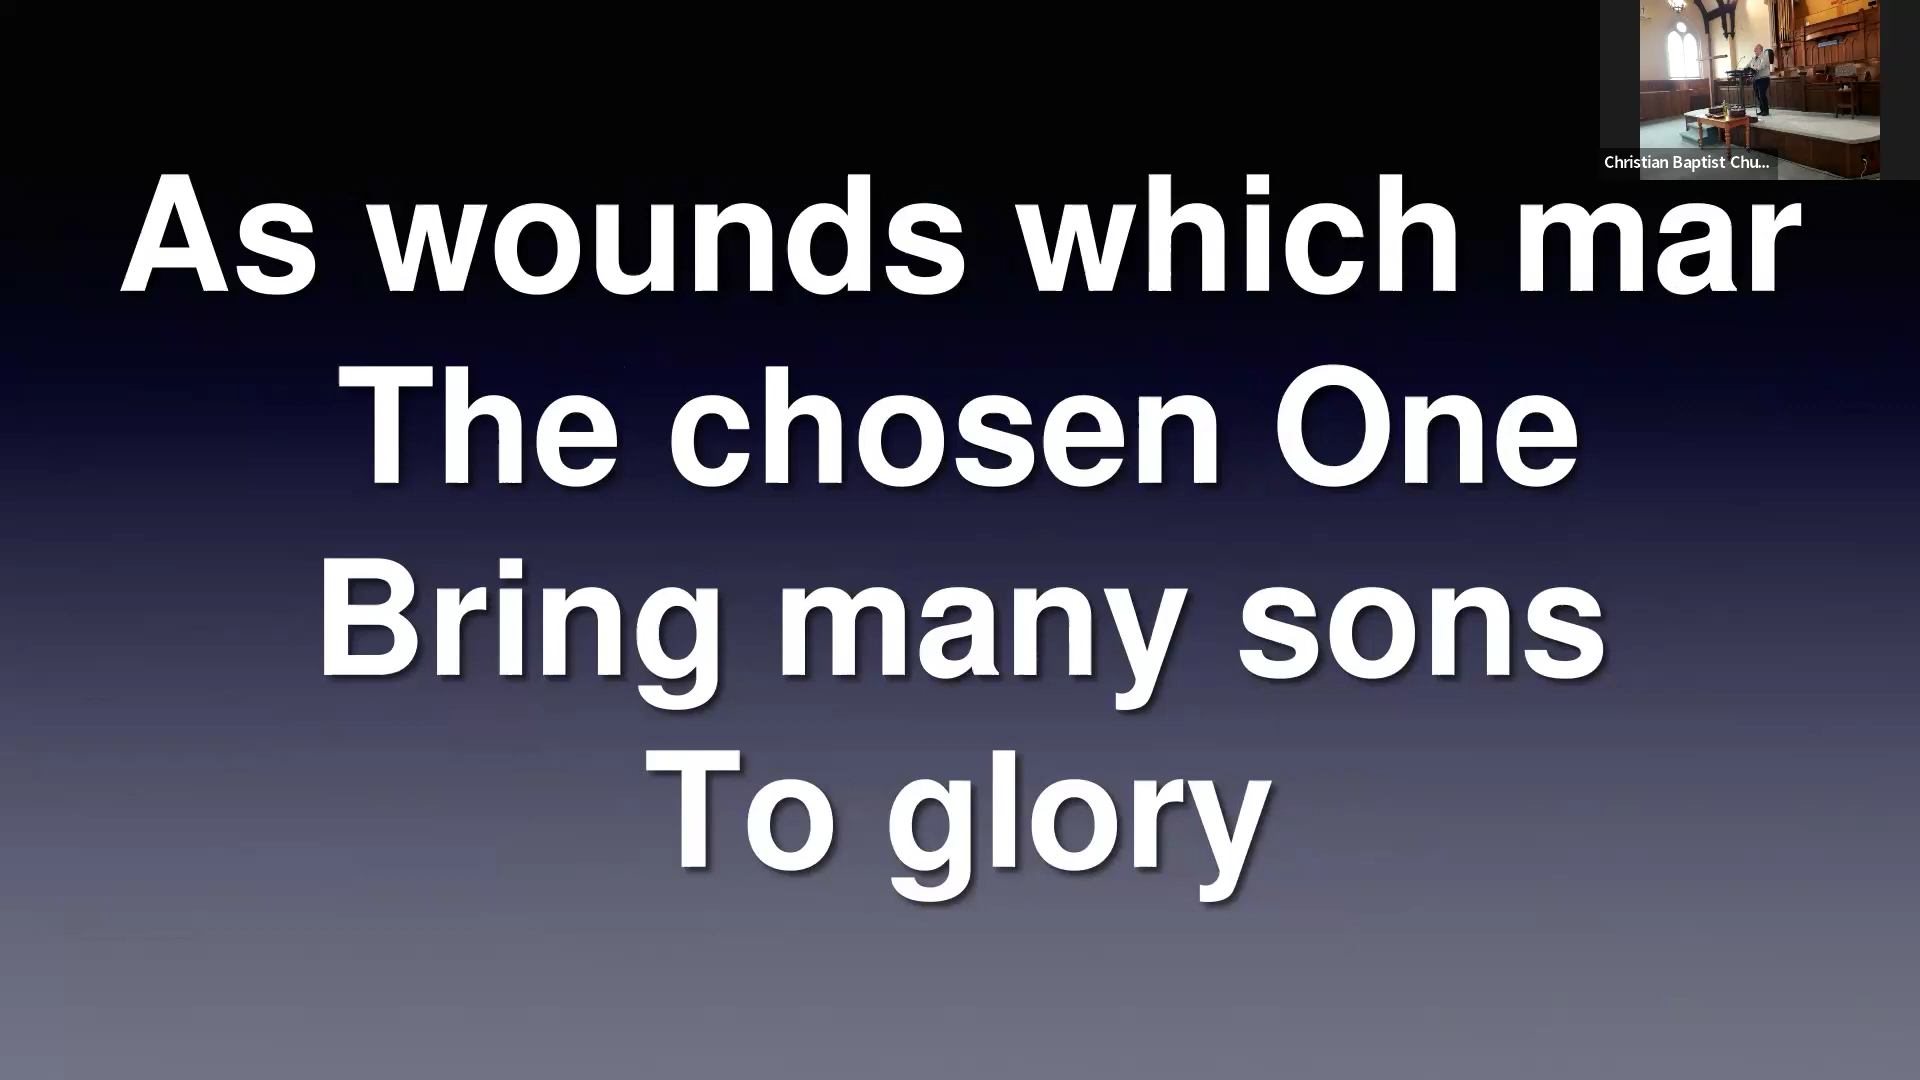 Christian Baptist Chu...
As wounds which mar
The chosen One
Bring many sons
To glory